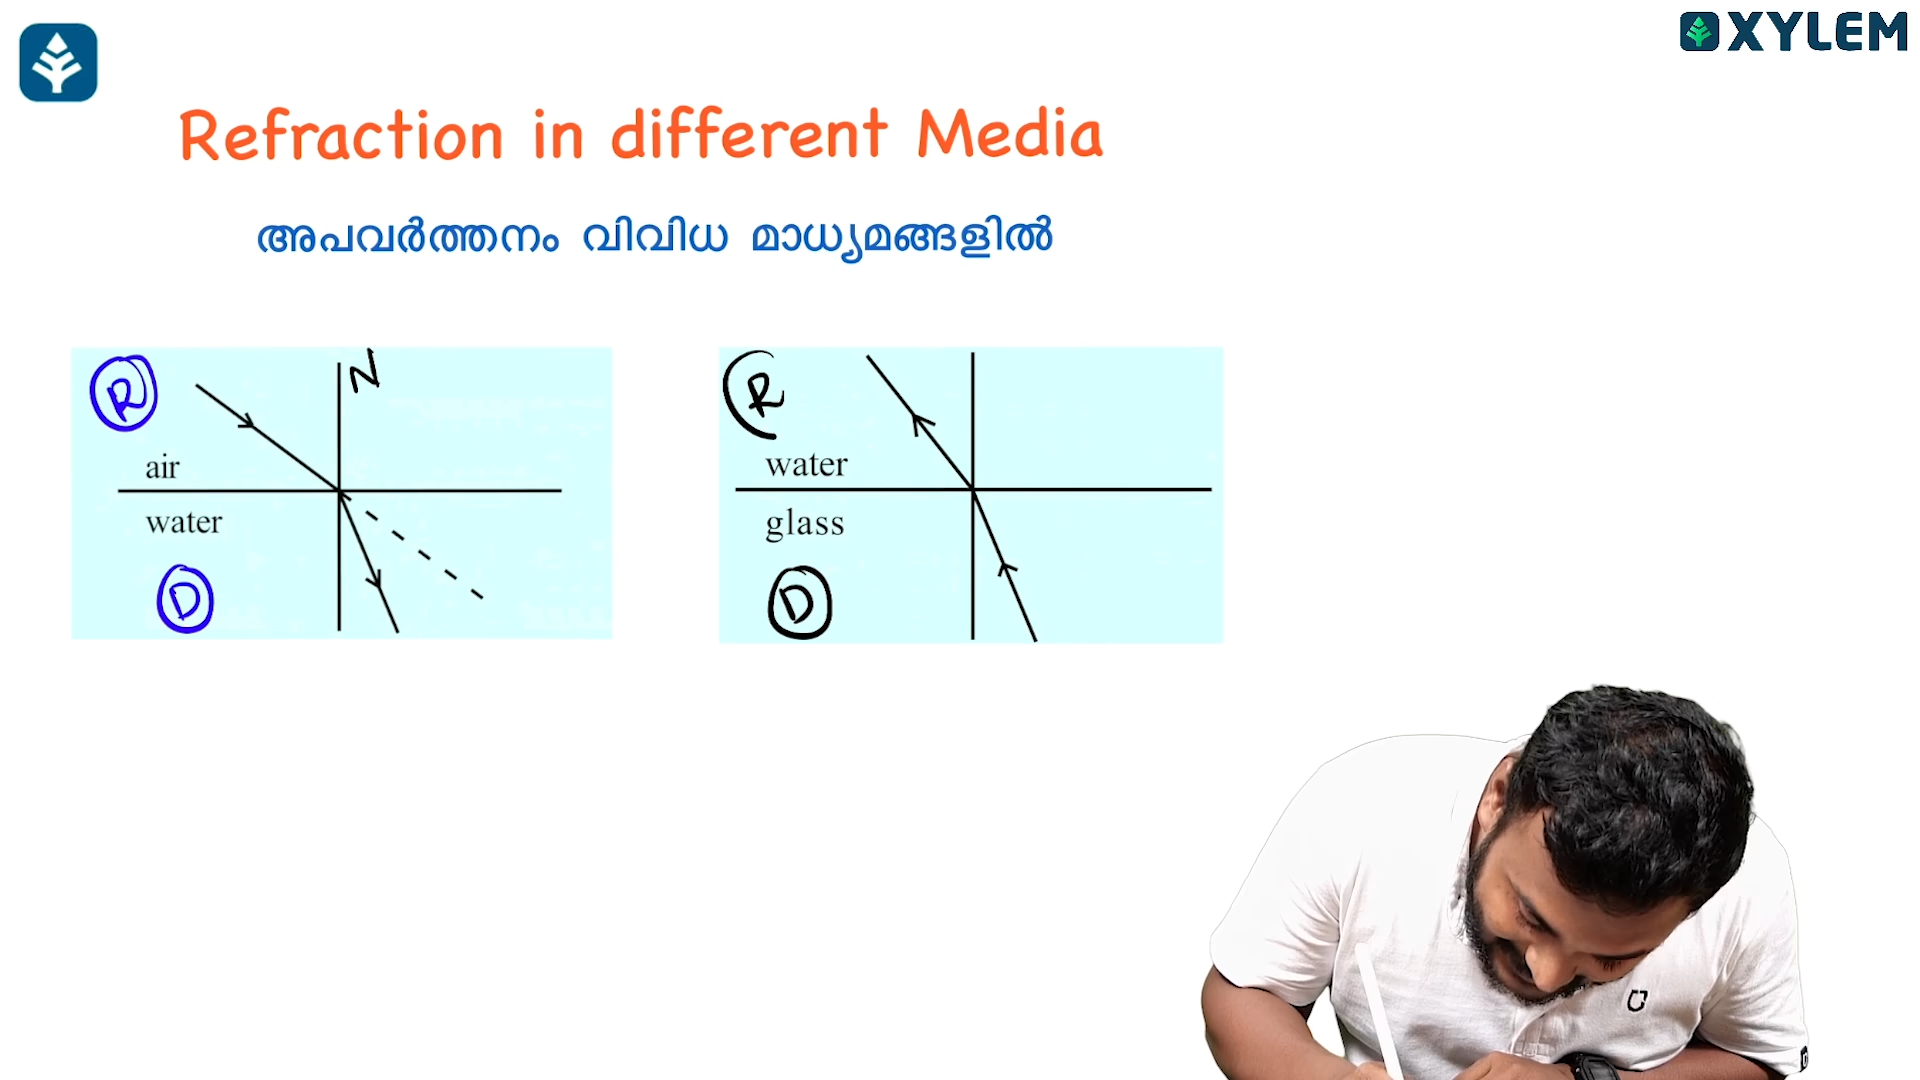 XYLEM
Refraction in different Media
അപവർത്തനം വിവിധ മാധ്യമങ്ങളിൽ
R
N
air
water
D
R
water
glass
D